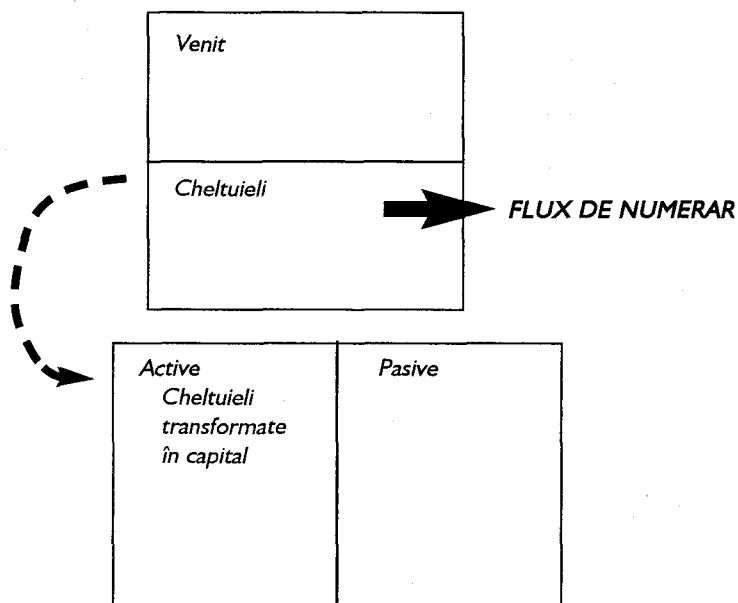 Venit
Cheltuieli
FLUX DE NUMERAR
Active
Cheltuieli
transformate
în capital
Pasive